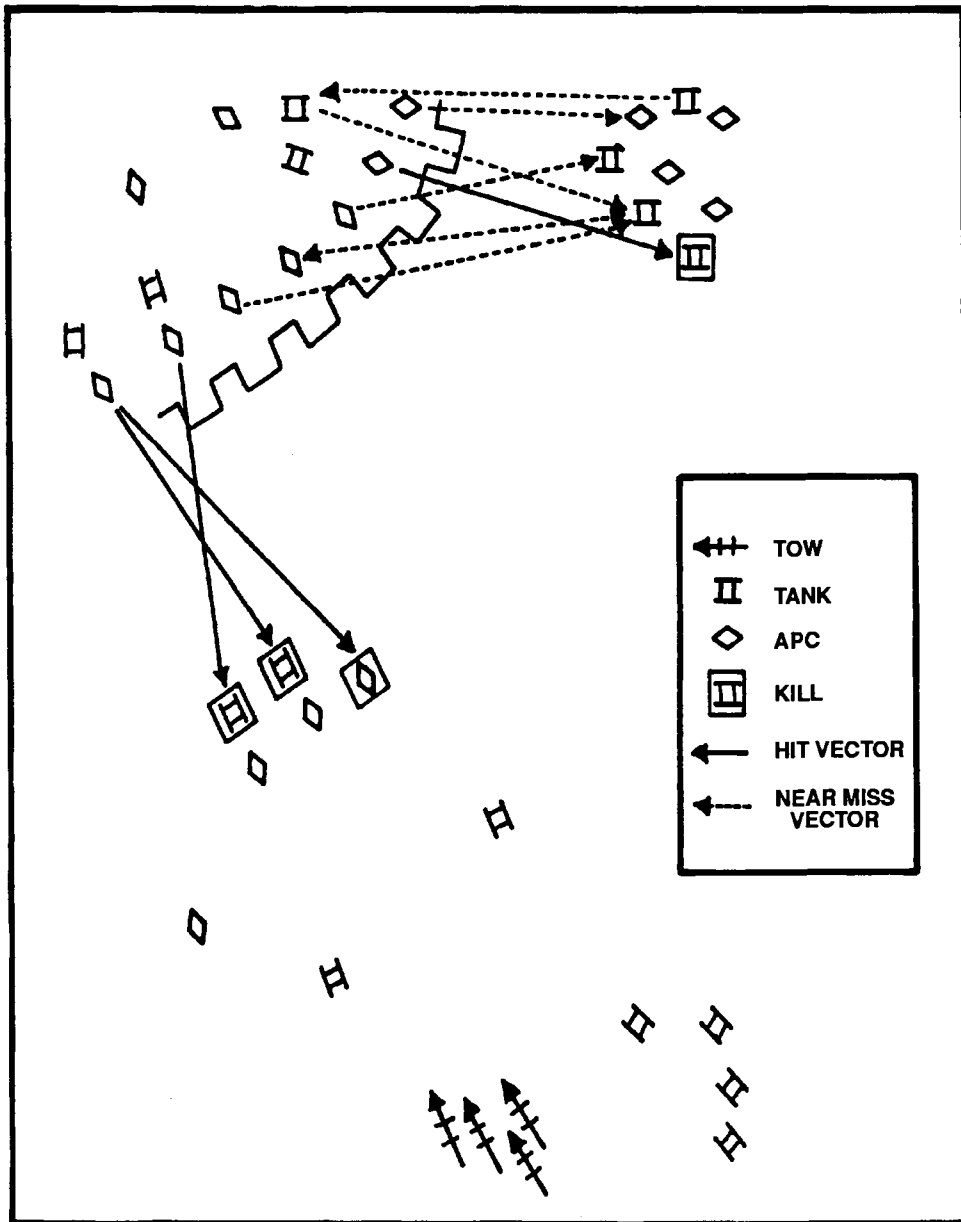 TOW
TANK
APC
KILL
HIT VECTOR
NEAR MISS
VECTOR